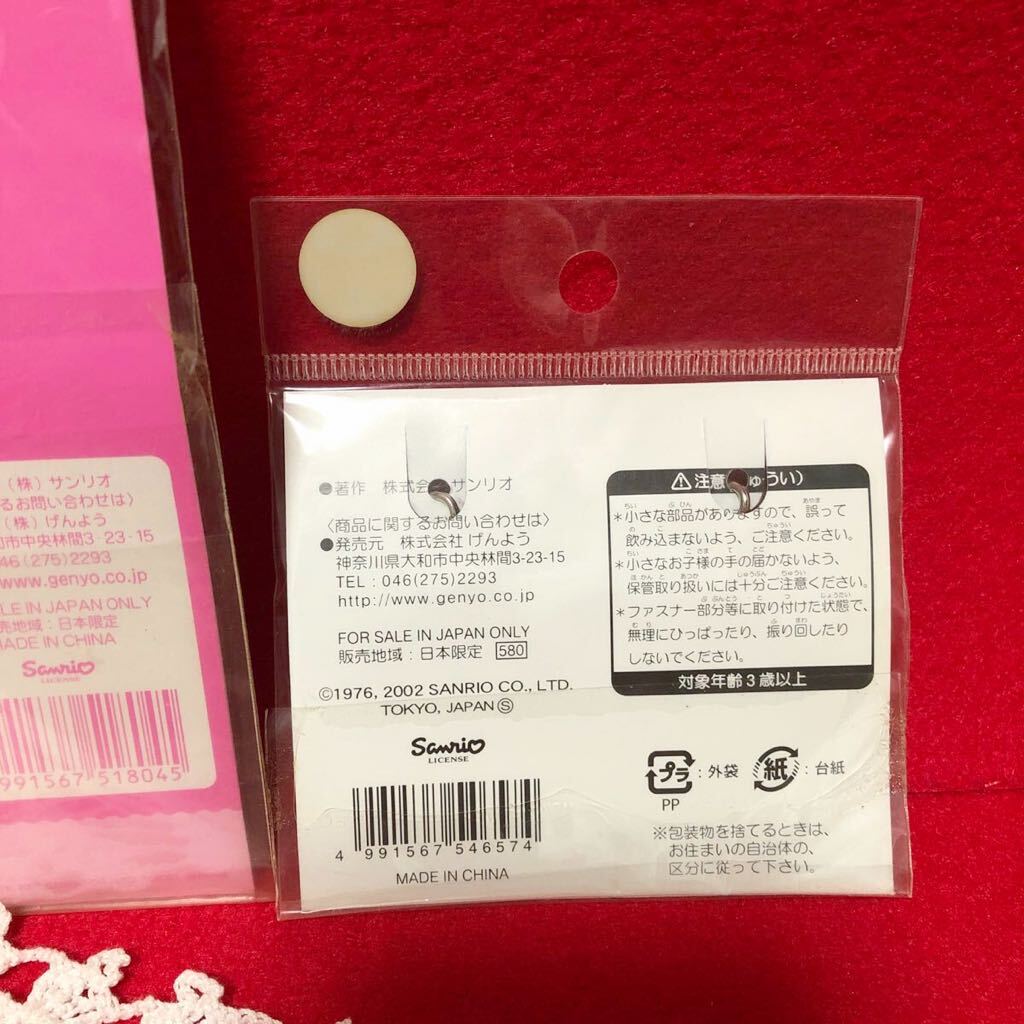 (株)サンリオ
るお問い合わせは〉
(株)げんよう
和市中央林間3-23-15
46(275)2293
www.genyo.co.jp
LE IN JAPAN ONLY
売地域:日本限定
MADE IN CHINA
Sanrio
LICENSE
991567 518045
●著作 株式会 サンリオ
〈商品に関するお問い合わせは〉
●発売元 株式会社 げんよう
神奈川県大和市中央林間3-23-15
TEL:046(275)2293
http://www.genyo.co.jp
FOR SALE IN JAPAN ONLY
販売地域:日本限定 580
©1976, 2002 SANRIO CO., LTD.
TOKYO, JAPAN Ⓢ
Sanrio
LICENSE
4 991567 546574
MADE IN CHINA
⚠注意 ゅうい)
*小さな部品がありますので、誤って
飲み込まないよう、ご注意ください。
*小さなお子様の手の届かないよう、
保管取り扱いには十分ご注意ください。
*ファスナー部分等に取り付けた状態で、
無理にひっぱったり、振り回したり
しないでください。
対象年齢3歳以上
プラ:外袋
PP
紙:台紙
※包装物を捨てるときは、
お住まいの自治体の、
区分に従って下さい。